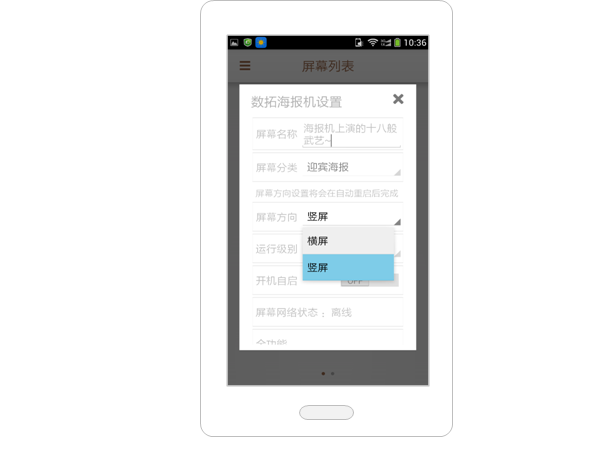 10:36
屏幕列表
数拓海报机设置
屏幕名称 海报机上演的十八般
武艺~
屏幕分类 迎宾海报
屏幕方向设置将会在自动重启后完成
屏幕方向 竖屏
横屏
运行级别
竖屏
开机自启 OFF
屏幕网络状态 : 离线
全功能